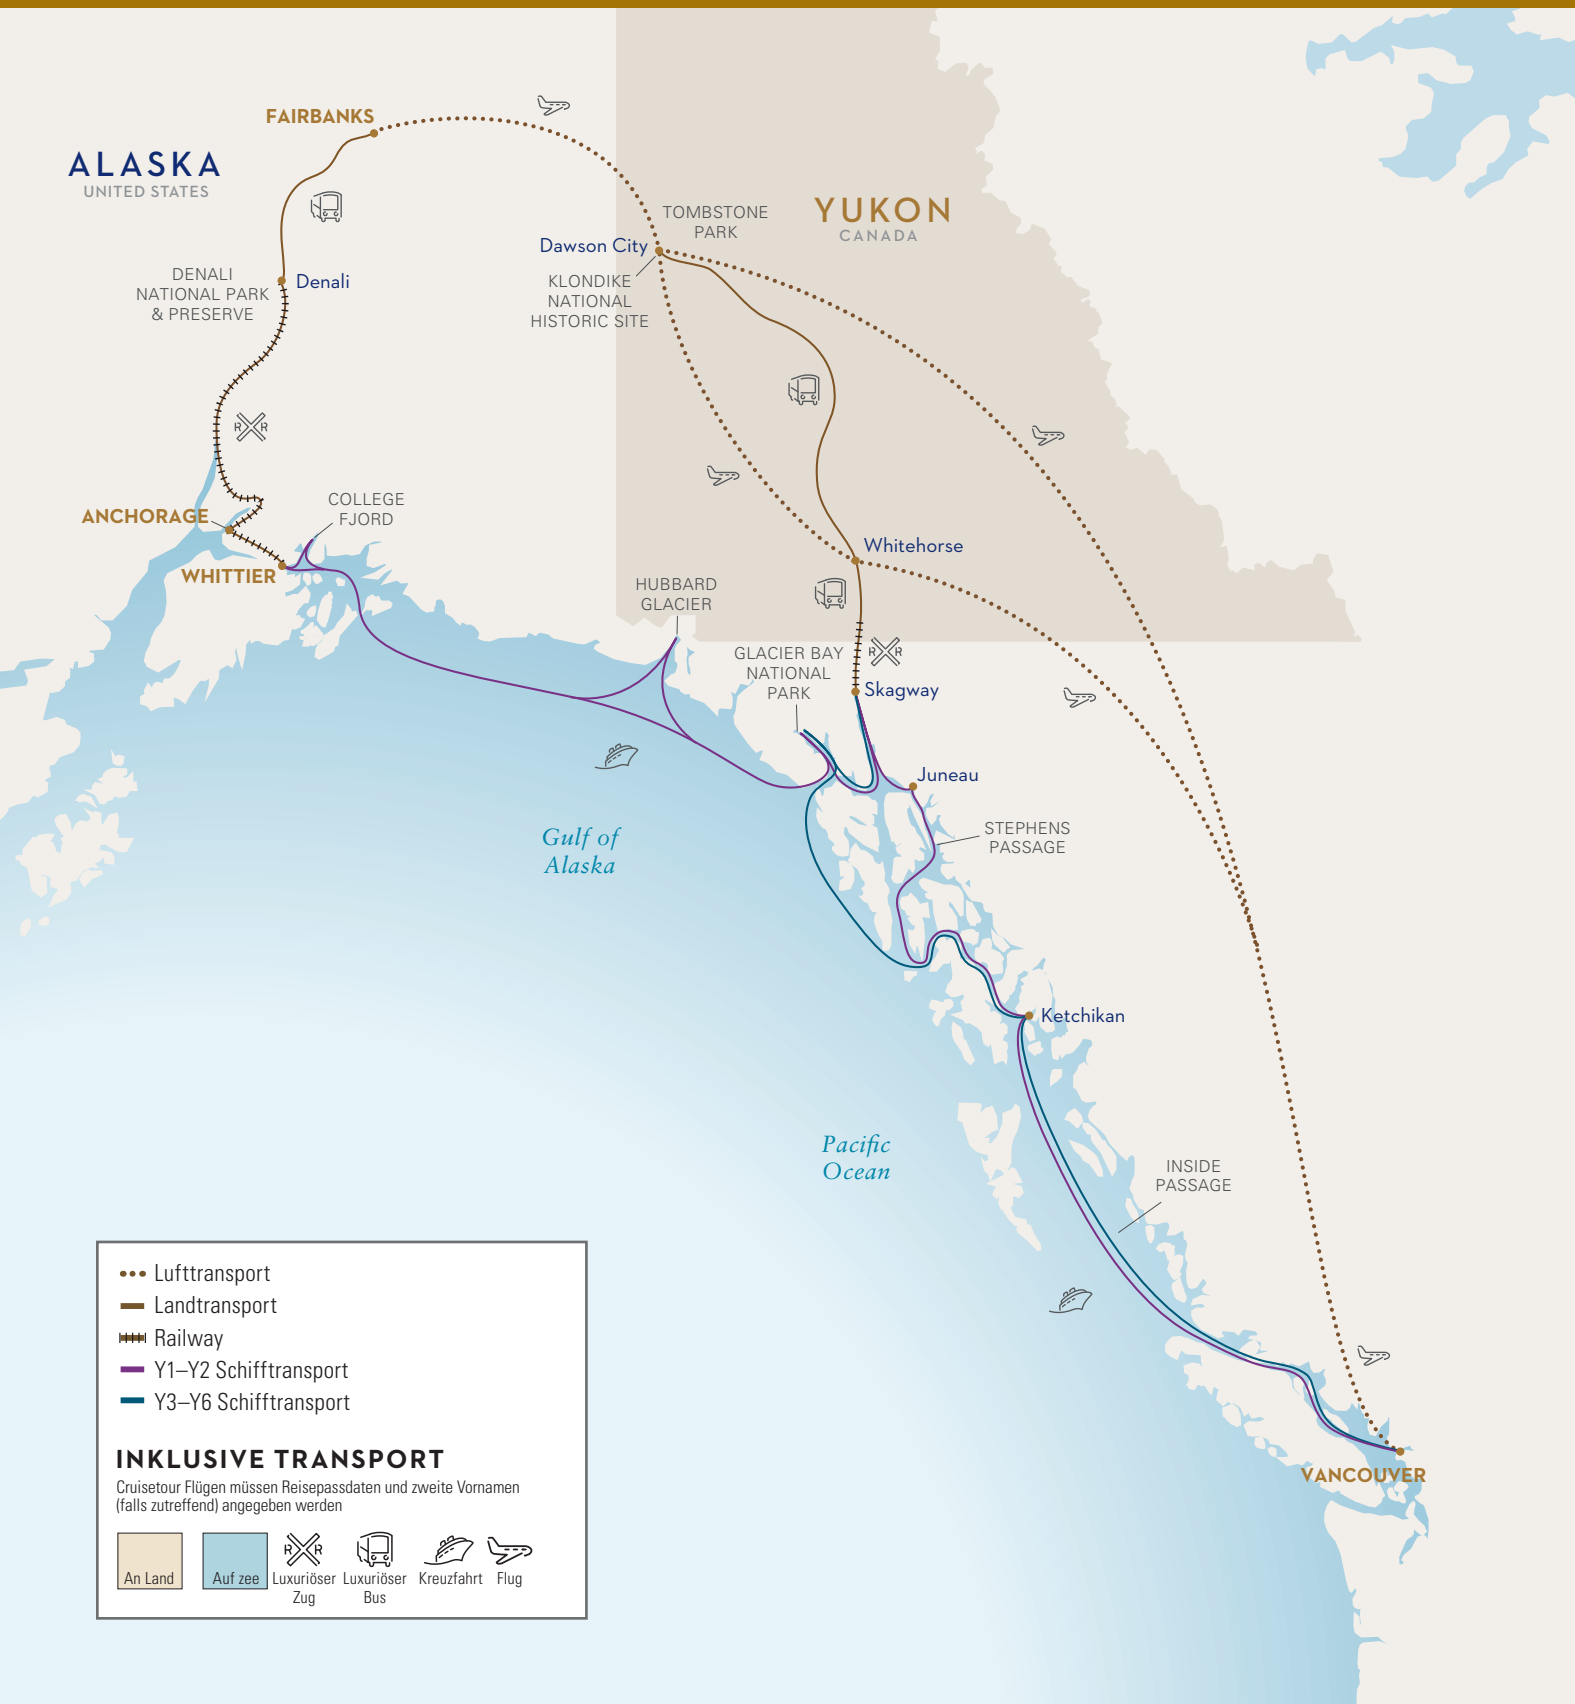 FAIRBANKS
ALASKA
UNITED STATES
YUKON
CANADA
TOMBSTONE
PARK
Dawson City
KLONDIKE
NATIONAL
HISTORIC SITE
DENALI
NATIONAL PARK
& PRESERVE
Denali
R R
ANCHORAGE
COLLEGE
FJORD
WHITTIER
Whitehorse
HUBBARD
GLACIER
R R
GLACIER BAY
NATIONAL
PARK
Skagway
Juneau
STEPHENS
PASSAGE
Gulf of
Alaska
Ketchikan
Pacific
Ocean
INSIDE
PASSAGE
VANCOUVER
Lufttransport
Landtransport
Railway
Y1–Y2 Schifftransport
Y3–Y6 Schifftransport
INKLUSIVE TRANSPORT
Cruisetour Flügen müssen Reisepassdaten und zweite Vornamen
(falls zutreffend) angegeben werden
R R
An Land
Auf zee
Luxuriöser
Zug
Luxuriöser
Bus
Kreuzfahrt
Flug